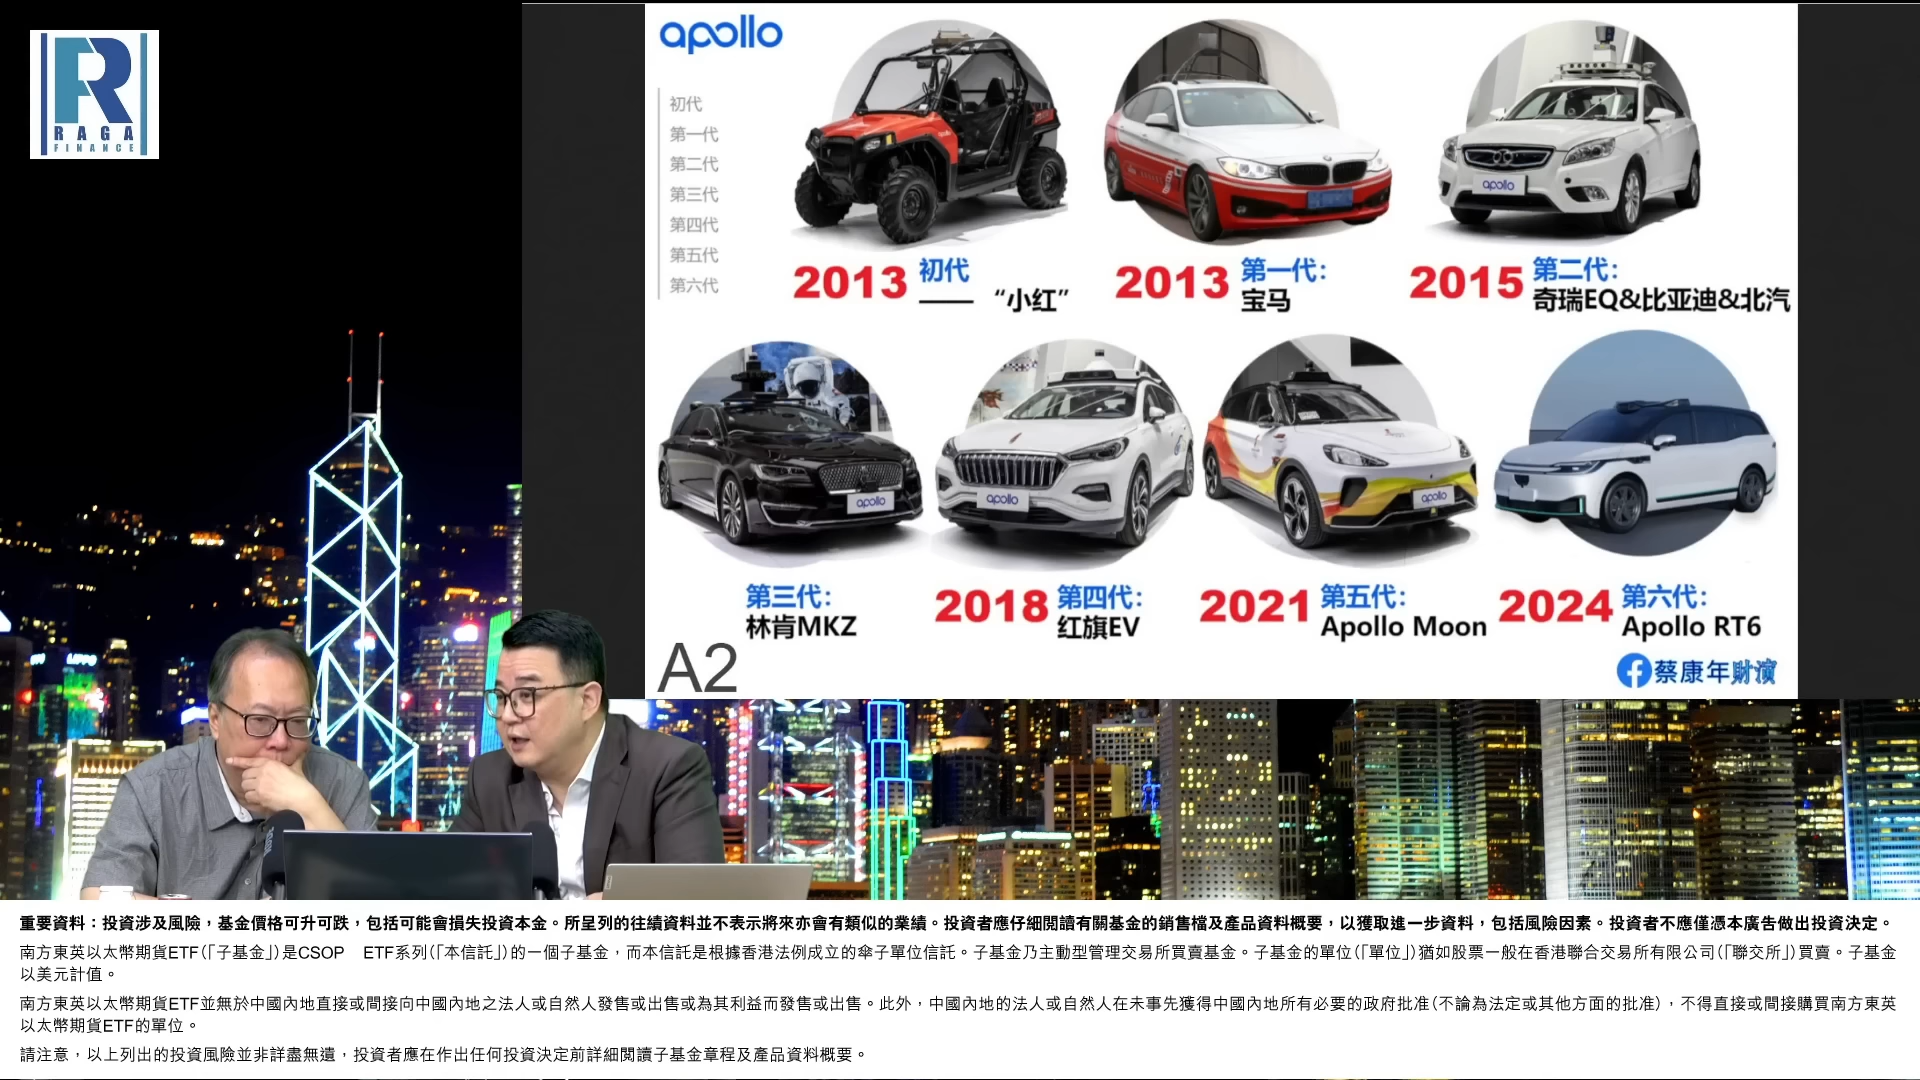 RAGA
FINANCE
apollo
初代
第一代
第二代
第三代
第四代
第五代
第六代
2013 初代
—— “小红”
2013 第一代：
宝马
2015 第二代：
奇瑞EQ&比亚迪&北汽
apollo
第三代：
林肯MKZ
apollo
2018 第四代：
红旗EV
apollo
2021 第五代：
Apollo Moon
apollo
2024 第六代：
Apollo RT6
A2
蔡康年財演
重要資料：投資涉及風險，基金價格可升可跌，包括可能會損失投資本金。所呈列的往績資料並不表示將來亦會有類似的業績。投資者應仔細閱讀有關基金的銷售檔及產品資料概要，以獲取進一步資料，包括風險因素。投資者不應僅憑本廣告做出投資決定。
南方東英以太幣期貨ETF(「子基金」)是CSOP ETF系列(「本信託」)的一個子基金，而本信託是根據香港法例成立的傘子單位信託。子基金乃主動型管理交易所買賣基金。子基金的單位(「單位」)猶如股票一般在香港聯合交易所有限公司(「聯交所」)買賣。子基金
以美元計值。
南方東英以太幣期貨ETF並無於中國內地直接或間接向中國內地之法人或自然人發售或出售或為其利益而發售或出售。此外，中國內地的法人或自然人在未事先獲得中國內地所有必要的政府批准(不論為法定或其他方面的批准)，不得直接或間接購買南方東英
以太幣期貨ETF的單位。
請注意，以上列出的投資風險並非詳盡無遺，投資者應在作出任何投資決定前詳細閱讀子基金章程及產品資料概要。